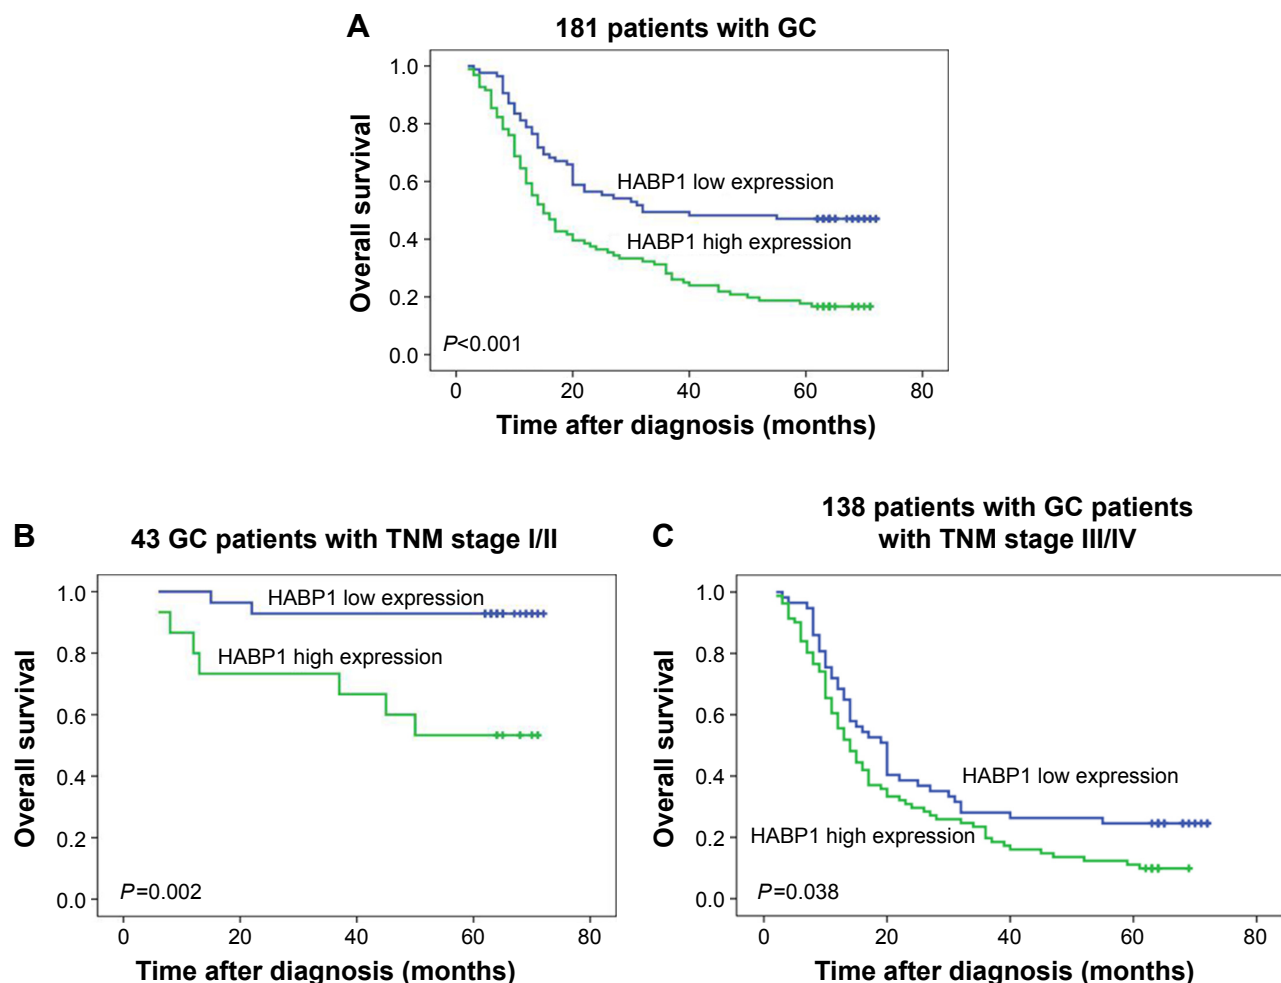 A
181 patients with GC
Overall survival
1.0
0.8
0.6
0.4
0.2
0.0
HABP1 low expression
HABP1 high expression
P<0.001
0 20 40 60 80
Time after diagnosis (months)
B
43 GC patients with TNM stage I/II
Overall survival
1.0
0.8
0.6
0.4
0.2
0.0
HABP1 low expression
HABP1 high expression
P=0.002
0 20 40 60 80
Time after diagnosis (months)
C
138 patients with GC patients
with TNM stage III/IV
Overall survival
1.0
0.8
0.6
0.4
0.2
0.0
HABP1 low expression
HABP1 high expression
P=0.038
0 20 40 60 80
Time after diagnosis (months)